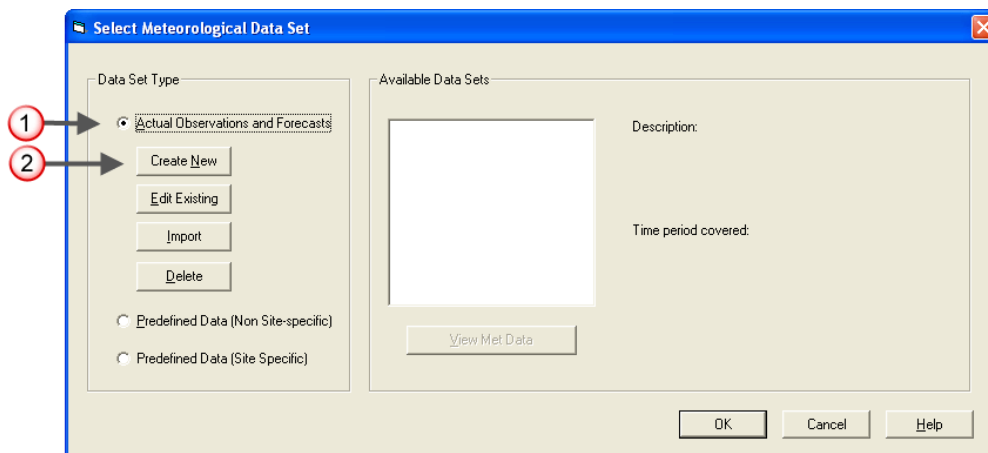 Select Meteorological Data Set
Data Set Type
1
Actual Observations and Forecasts
2
Create New
Edit Existing
Import
Delete
Predefined Data (Non Site-specific)
Predefined Data (Site Specific)
Available Data Sets
Description:
Time period covered:
View Met Data
OK
Cancel
Help